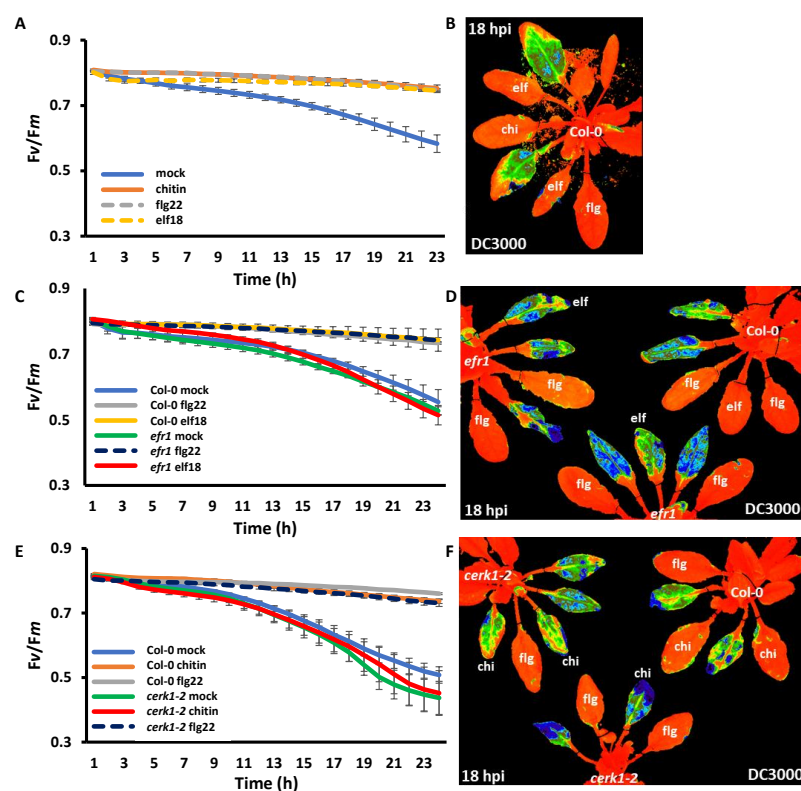 A
0.9
0.7
0.5
0.3
Fv/Fm
mock
chitin
flg22
elf18
1 3 5 7 9 11 13 15 17 19 21 23
Time (h)
B
18 hpi
elf
chi
Col-0
elf
flg
DC3000
C
0.9
0.7
0.5
0.3
Fv/Fm
Col-0 mock
Col-0 flg22
Col-0 elf18
efr1 mock
efr1 flg22
efr1 elf18
1 3 5 7 9 11 13 15 17 19 21 23
Time (h)
D
elf
Col-0
efr1
flg
flg
elf
flg
flg
elf
flg
flg
efr1
18 hpi
DC3000
E
0.9
0.7
0.5
0.3
Fv/Fm
Col-0 mock
Col-0 chitin
Col-0 flg22
cerk1-2 mock
cerk1-2 chitin
cerk1-2 flg22
1 3 5 7 9 11 13 15 17 19 21 23
Time (h)
F
flg
cerk1-2
Col-0
chi
flg
chi
chi
chi
flg
chi
flg
18 hpi
cerk1-2
DC3000